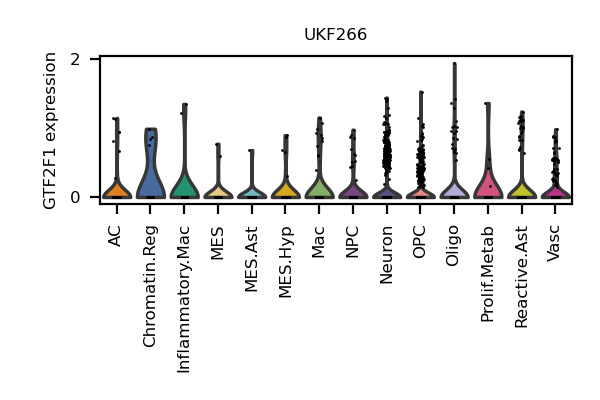 UKF266
GTF2F1 expression
2
0
AC
Chromatin.Reg
Inflammatory.Mac
MES
MES.Ast
MES.Hyp
Mac
NPC
Neuron
OPC
Oligo
Prolif.Metab
Reactive.Ast
Vasc